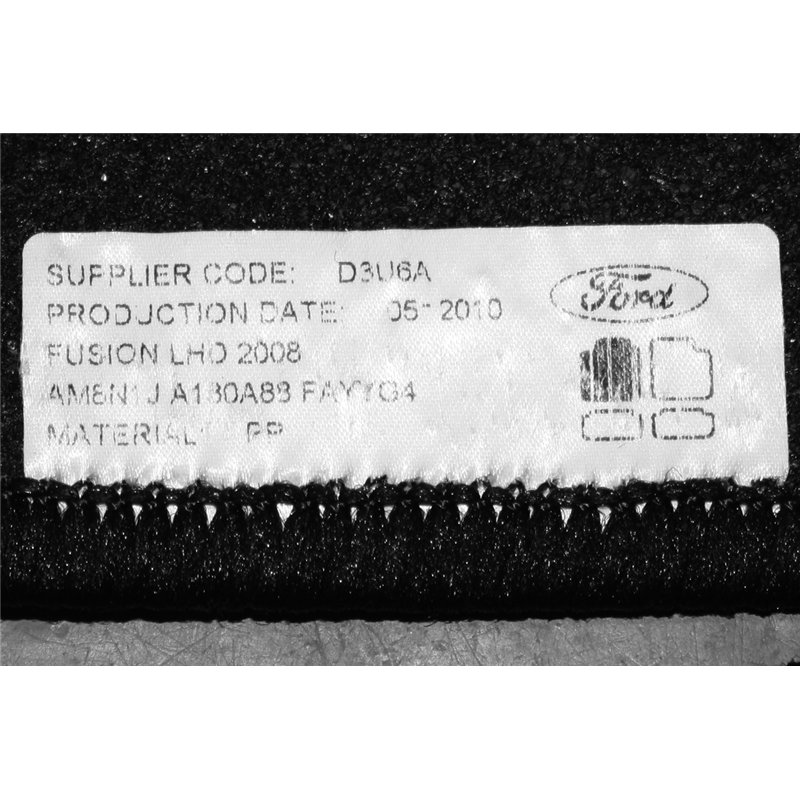 SUPPLIER CODE: D3U6A
Ford
PRODUCTION DATE: 05 2010
FUSION LHD 2008
MATERIAL PP